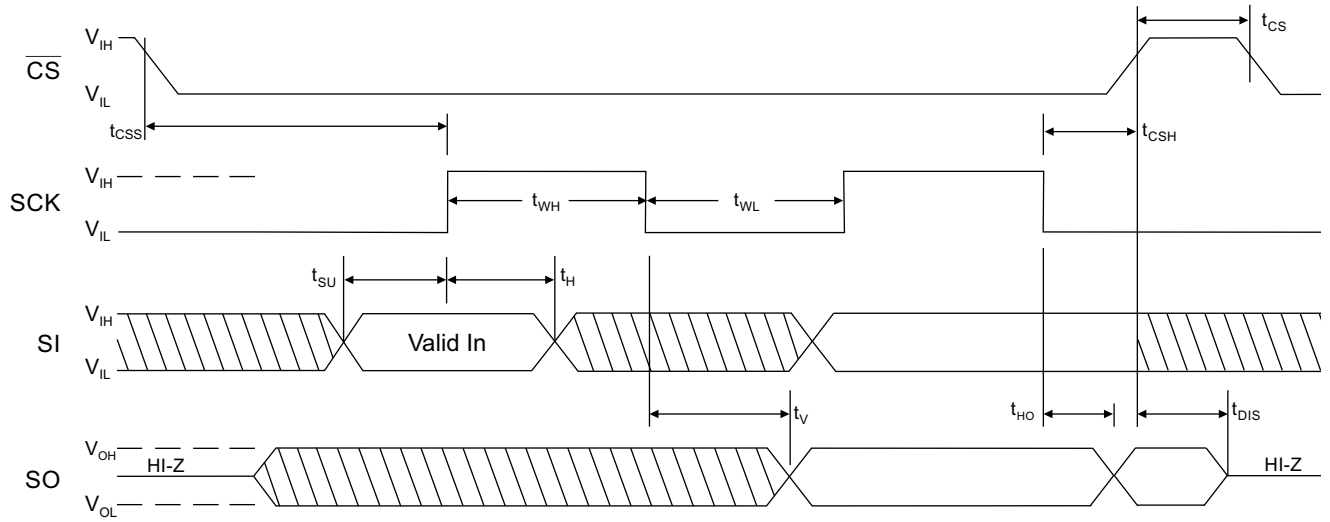 t_CS
V_IH
C̅S̅
V_IL
t_CSS
t_CSH
V_IH
SCK
t_WH
t_WL
V_IL
t_SU
t_H
V_IH
SI
Valid In
V_IL
t_V
t_HO
t_DIS
V_OH
SO
HI-Z
HI-Z
V_OL